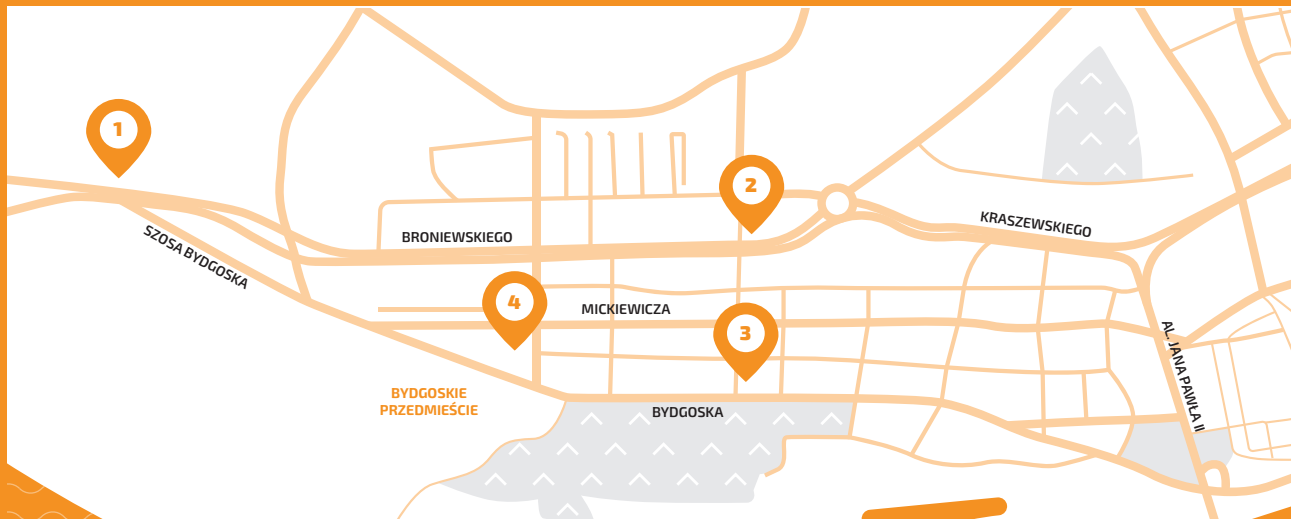 1
2
KRASZEWSKIEGO
BRONIEWSKIEGO
SZOSA BYDGOSKA
4
MICKIEWICZA
3
AL. JANA PAWŁA II
BYDGOSKIE
PRZEDMIEŚCIE
BYDGOSKA